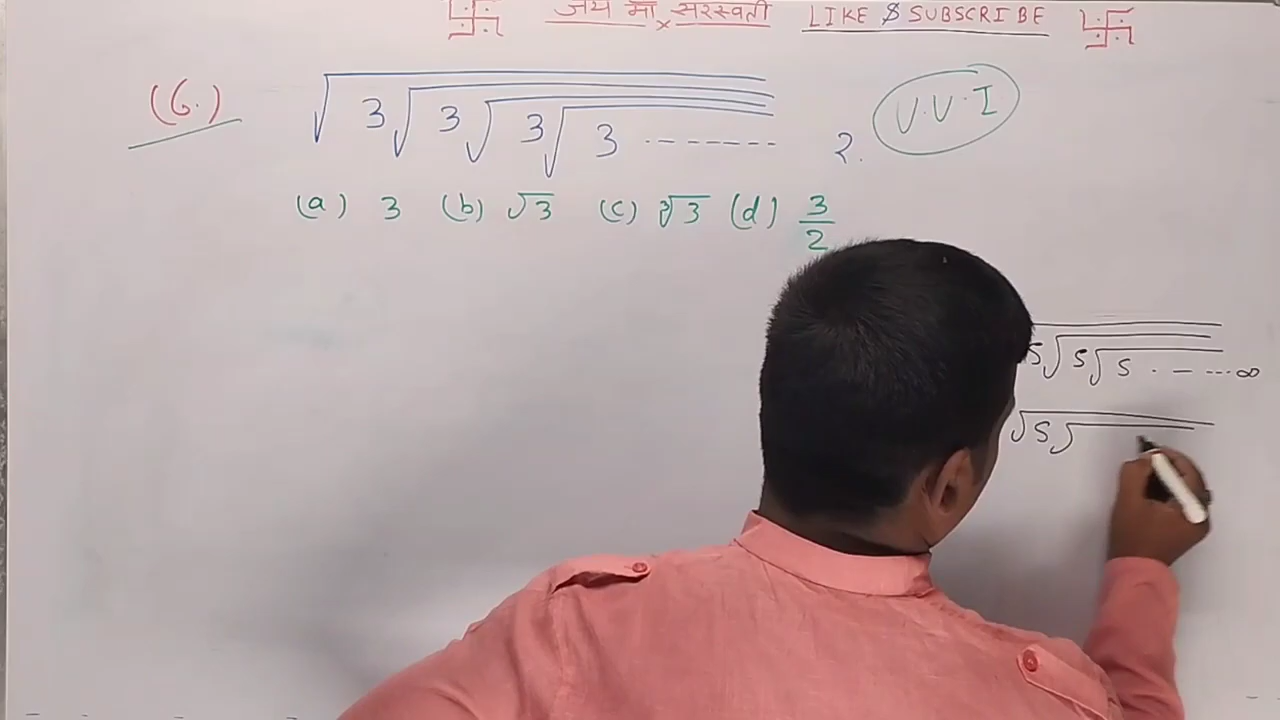 जय माँ सरस्वती LIKE $ SUBSCRIBE
(6.) √3√3√3√3 ------- ?. V.V.I
(a) 3 (b) √3 (c) ∛3 (d) 3/2
5√5√5 . – --- ∞
√5√